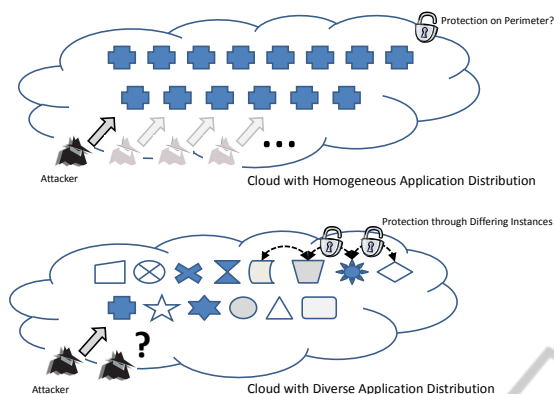 Protection on Perimeter?
...
Attacker
Cloud with Homogeneous Application Distribution
Protection through Differing Instances
?
Attacker
Cloud with Diverse Application Distribution